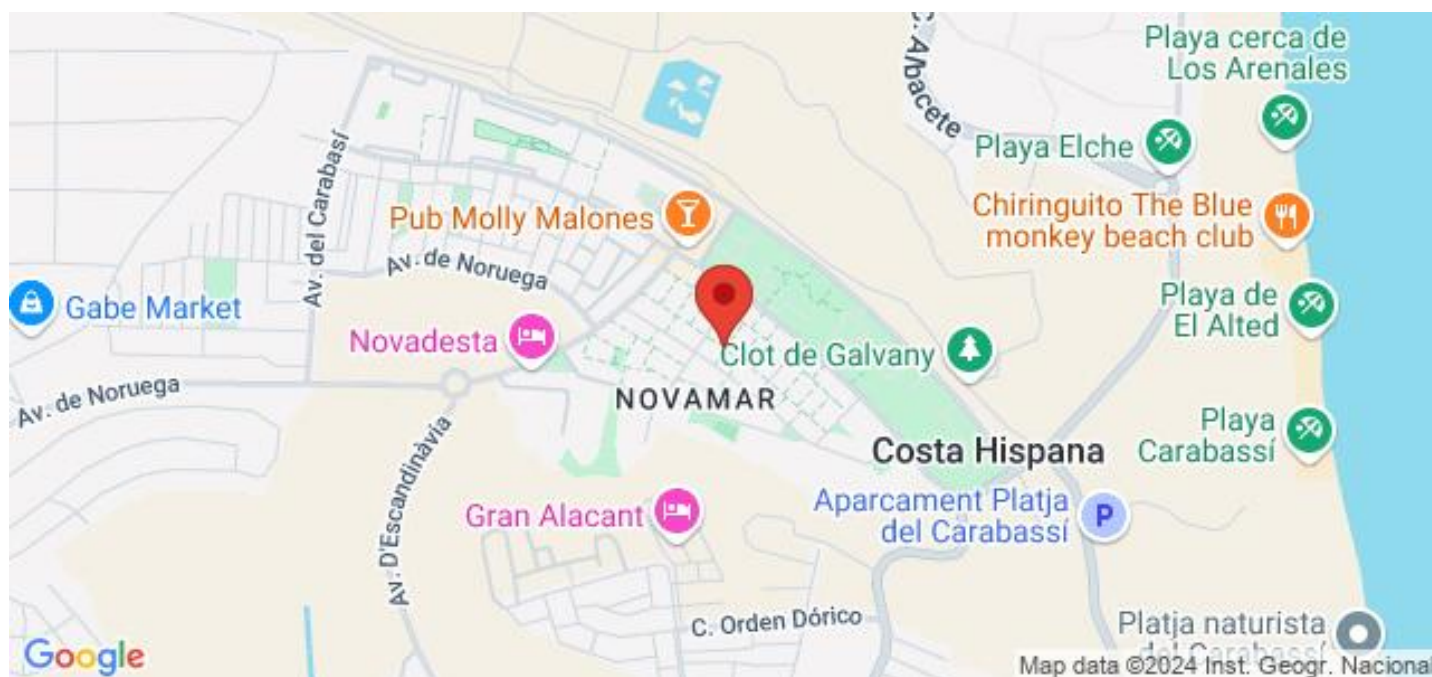 C. Albacete
Playa cerca de
Los Arenales
Playa Elche
Av. del Carabasí
Pub Molly Malones
Chiringuito The Blue
monkey beach club
Av. de Noruega
Gabe Market
Playa de
El Alted
Novadesta
Clot de Galvany
Av. de Noruega
NOVAMAR
Playa
Carabassí
Costa Hispana
Av. D'Escandinàvia
Gran Alacant
Aparcament Platja
del Carabassí
P
C. Orden Dórico
Platja naturista
del Carabassí
Google
Map data ©2024 Inst. Geogr. Nacional